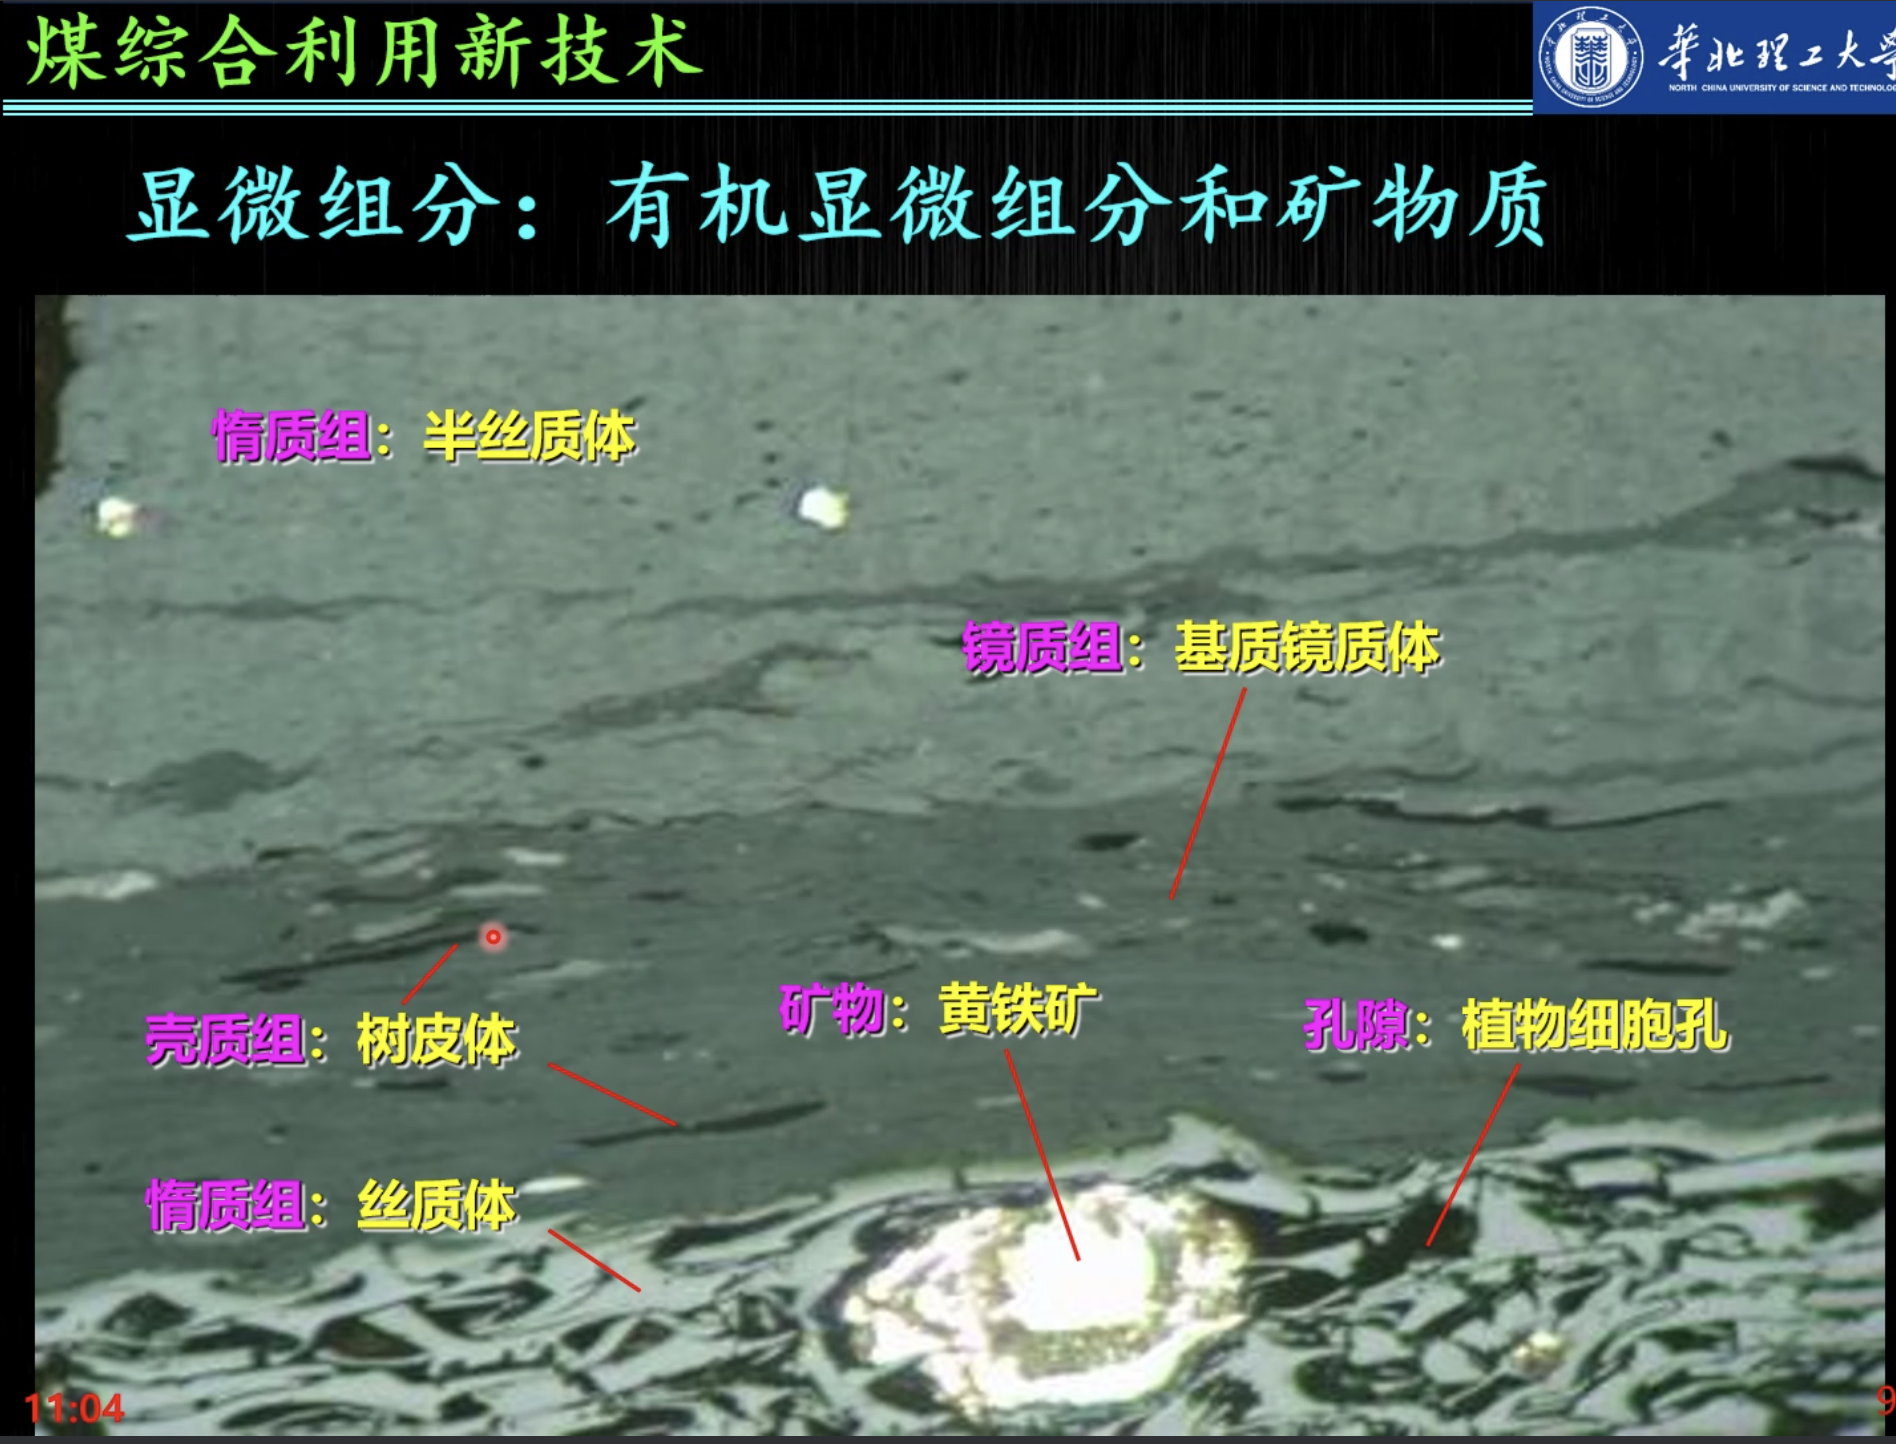 煤综合利用新技术
華北理工大学
NORTH CHINA UNIVERSITY OF SCIENCE AND TECHNOLOG
显微组分：有机显微组分和矿物质
惰质组：半丝质体
镜质组：基质镜质体
矿物：黄铁矿
孔隙：植物细胞孔
壳质组：树皮体
惰质组：丝质体
11:04
9